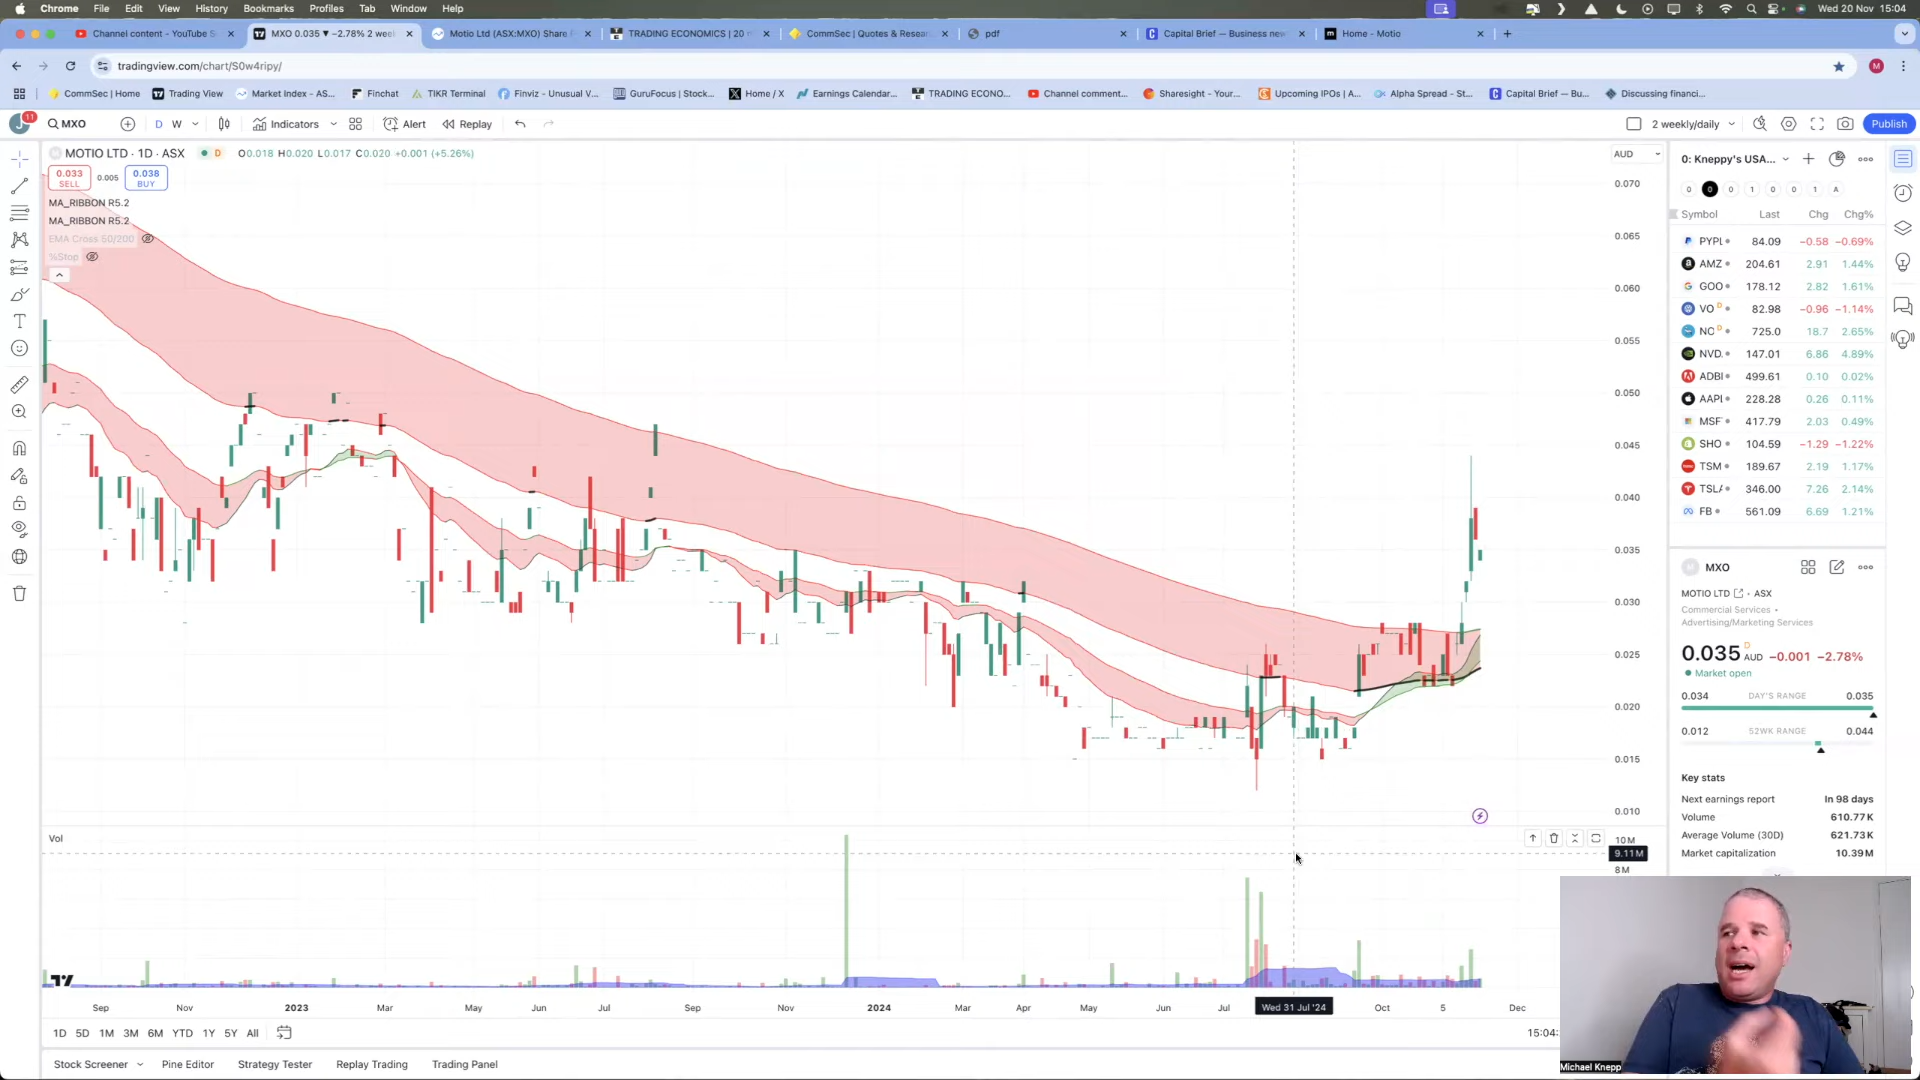 Chrome File Edit View History Bookmarks Profiles Tab Window Help Wed 20 Nov 15:04
Channel content - YouTube S MXO 0.035 ▼ −2.78% 2 wee Motio Ltd (ASX:MXO) Share TRADING ECONOMICS | 20 CommSec | Quotes & Resea pdf Capital Brief — Business new Home - Motio
tradingview.com/chart/S0w4ripy/ M
CommSec | Home Trading View Market Index - AS... Finchat TIKR Terminal Finviz - Unusual V... GuruFocus | Stock... Home / X Earnings Calendar... TRADING ECONO... Channel comment... Sharesight - Your... Upcoming IPOs | A... Alpha Spread - St... Capital Brief — Bu... Discussing financi...
J 11 MXO D W Indicators Alert Replay 2 weekly/daily Publish
MOTIO LTD · 1D · ASX D O0.018 H0.020 L0.017 C0.020 +0.001 (+5.26%)
0.033 SELL 0.005 0.038 BUY
MA_RIBBON R5.2
MA_RIBBON R5.2
EMA Cross 50/200
%Stop
AUD
0.070
0.065
0.060
0.055
0.050
0.045
0.040
0.035
0.030
0.025
0.020
0.015
0.010
Vol
10M
9.11M
8M
Sep Nov 2023 Mar May Jun Jul Sep Nov 2024 Mar Apr May Jun Jul Wed 31 Jul '24 Oct 5 Dec
1D 5D 1M 3M 6M YTD 1Y 5Y All 15:04:
Stock Screener Pine Editor Strategy Tester Replay Trading Trading Panel
0: Kneppy's USA...
0 0 0 1 0 0 1 A
Symbol Last Chg Chg%
PYPL 84.09 −0.58 −0.69%
AMZ 204.61 2.91 1.44%
GOO 178.12 2.82 1.61%
VO D 82.98 −0.96 −1.14%
NC D 725.0 18.7 2.65%
NVD. 147.01 6.86 4.89%
ADBI 499.61 0.10 0.02%
AAPL 228.28 0.26 0.11%
MSF 417.79 2.03 0.49%
SHO 104.59 −1.29 −1.22%
TSM 189.67 2.19 1.17%
TSLA 346.00 7.26 2.14%
FB 561.09 6.69 1.21%
M MXO
MOTIO LTD · ASX
Commercial Services •
Advertising/Marketing Services
0.035 D AUD −0.001 −2.78%
Market open
0.034 DAY'S RANGE 0.035
0.012 52WK RANGE 0.044
Key stats
Next earnings report In 98 days
Volume 610.77K
Average Volume (30D) 621.73K
Market capitalization 10.39M
Michael Knepp